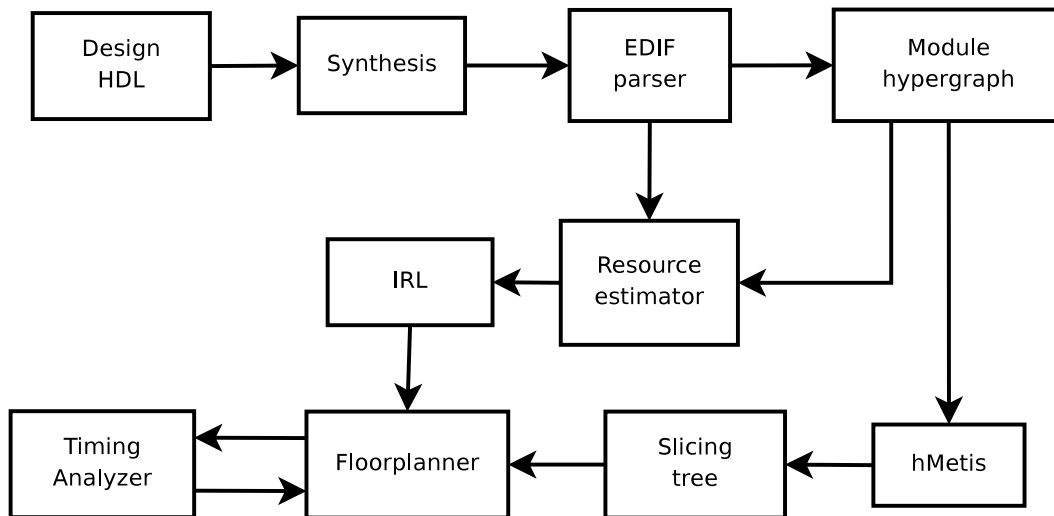 Design
HDL
Synthesis
EDIF
parser
Module
hypergraph
IRL
Resource
estimator
Timing
Analyzer
Floorplanner
Slicing
tree
hMetis